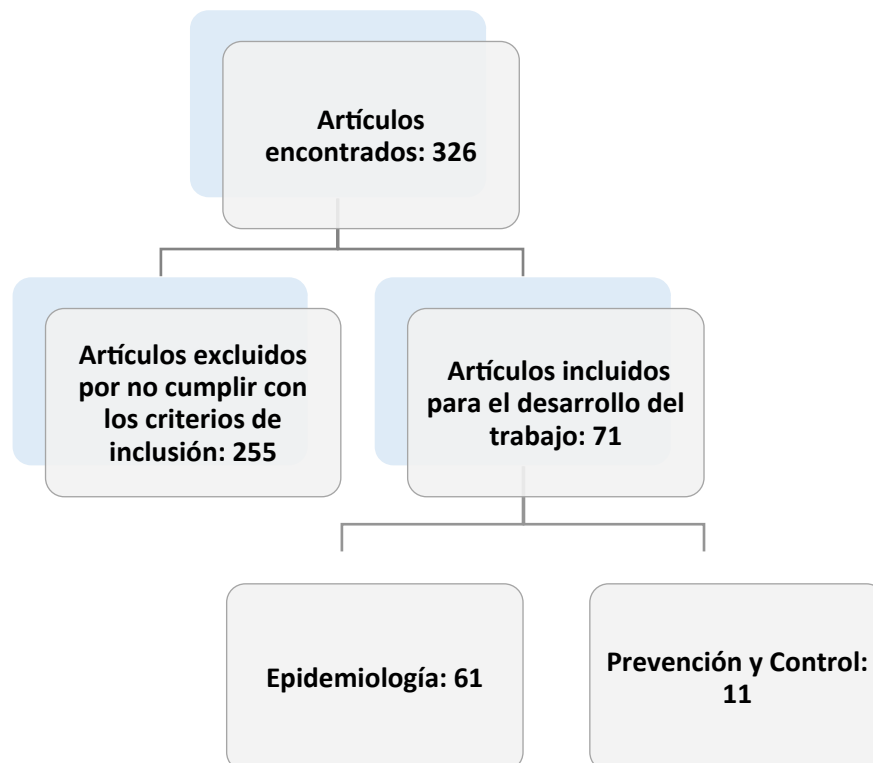 Artículos
encontrados: 326
Artículos excluidos
por no cumplir con
los criterios de
inclusión: 255
Artículos incluidos
para el desarrollo del
trabajo: 71
Epidemiología: 61
Prevención y Control:
11